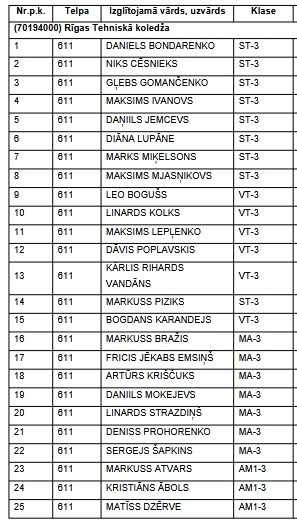 Nr.p.k. Telpa Izglītojamā vārds, uzvārds Klase
(70194000) Rīgas Tehniskā koledža
1 611 DANIELS BONDARENKO ST-3
2 611 NIKS CĒSNIEKS ST-3
3 611 GĻEBS GOMANČENKO ST-3
4 611 MAKSIMS IVANOVS ST-3
5 611 DAŅIILS JEMCEVS ST-3
6 611 DIĀNA LUPĀNE ST-3
7 611 MARKS MIĶELSONS ST-3
8 611 MAKSIMS MJASŅIKOVS ST-3
9 611 LEO BOGUŠS VT-3
10 611 LINARDS KOLKS VT-3
11 611 MAKSIMS LEPĻENKO VT-3
12 611 DĀVIS POPLAVSKIS VT-3
13 611 KĀRLIS RIHARDS VANDĀNS VT-3
14 611 MARKUSS PIZIKS ST-3
15 611 BOGDANS KARANDEJS VT-3
16 611 MARKUSS BRAŽIS MA-3
17 611 FRICIS JĒKABS EMSIŅŠ MA-3
18 611 ARTŪRS KRIŠČUKS MA-3
19 611 DANIILS MOKEJEVS MA-3
20 611 LINARDS STRAZDIŅŠ MA-3
21 611 DENISS PROHORENKO MA-3
22 611 SERGEJS ŠAPKINS MA-3
23 611 MARKUSS ATVARS AM1-3
24 611 KRISTIĀNS ĀBOLS AM1-3
25 611 MATĪSS DZĒRVE AM1-3